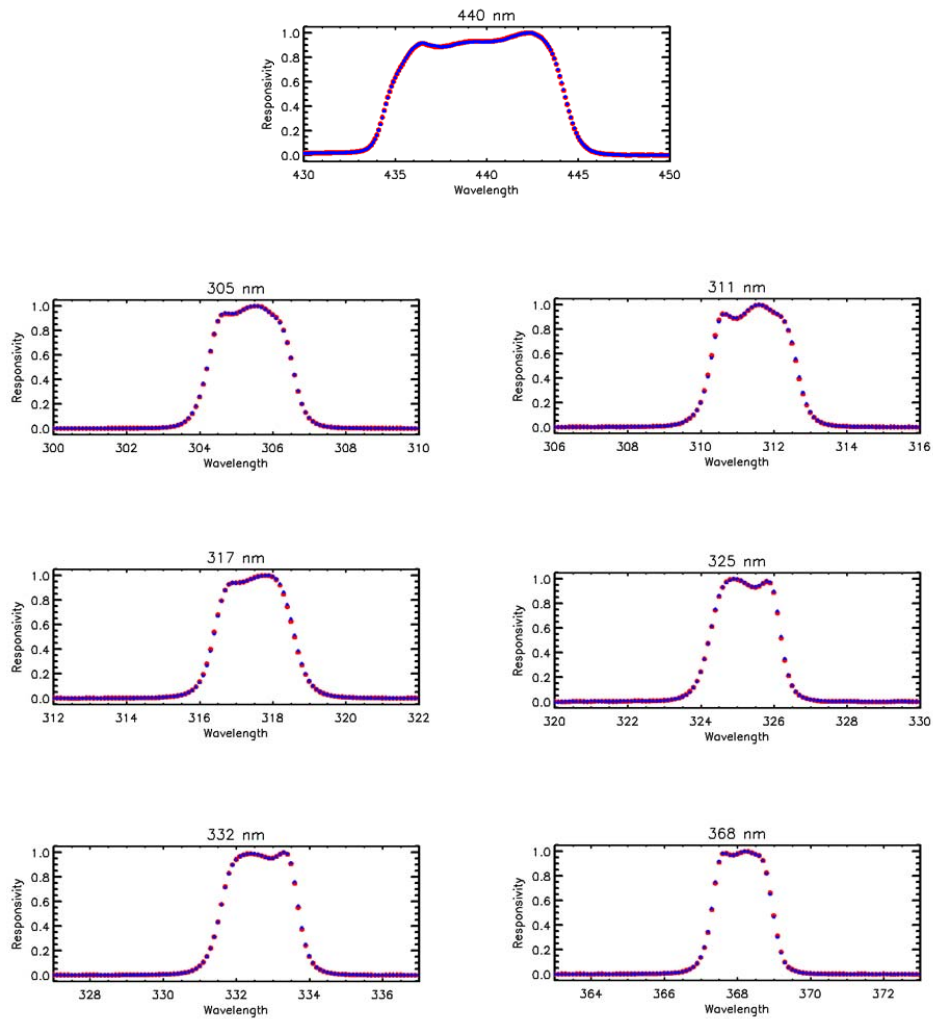 440 nm
1.0
0.8
0.6
0.4
0.2
0.0
Responsivity
430 435 440 445 450
Wavelength
305 nm
1.0
0.8
0.6
0.4
0.2
0.0
Responsivity
300 302 304 306 308 310
Wavelength
311 nm
1.0
0.8
0.6
0.4
0.2
0.0
Responsivity
306 308 310 312 314 316
Wavelength
317 nm
1.0
0.8
0.6
0.4
0.2
0.0
Responsivity
312 314 316 318 320 322
Wavelength
325 nm
1.0
0.8
0.6
0.4
0.2
0.0
Responsivity
320 322 324 326 328 330
Wavelength
332 nm
1.0
0.8
0.6
0.4
0.2
0.0
Responsivity
328 330 332 334 336
Wavelength
368 nm
1.0
0.8
0.6
0.4
0.2
0.0
Responsivity
364 366 368 370 372
Wavelength